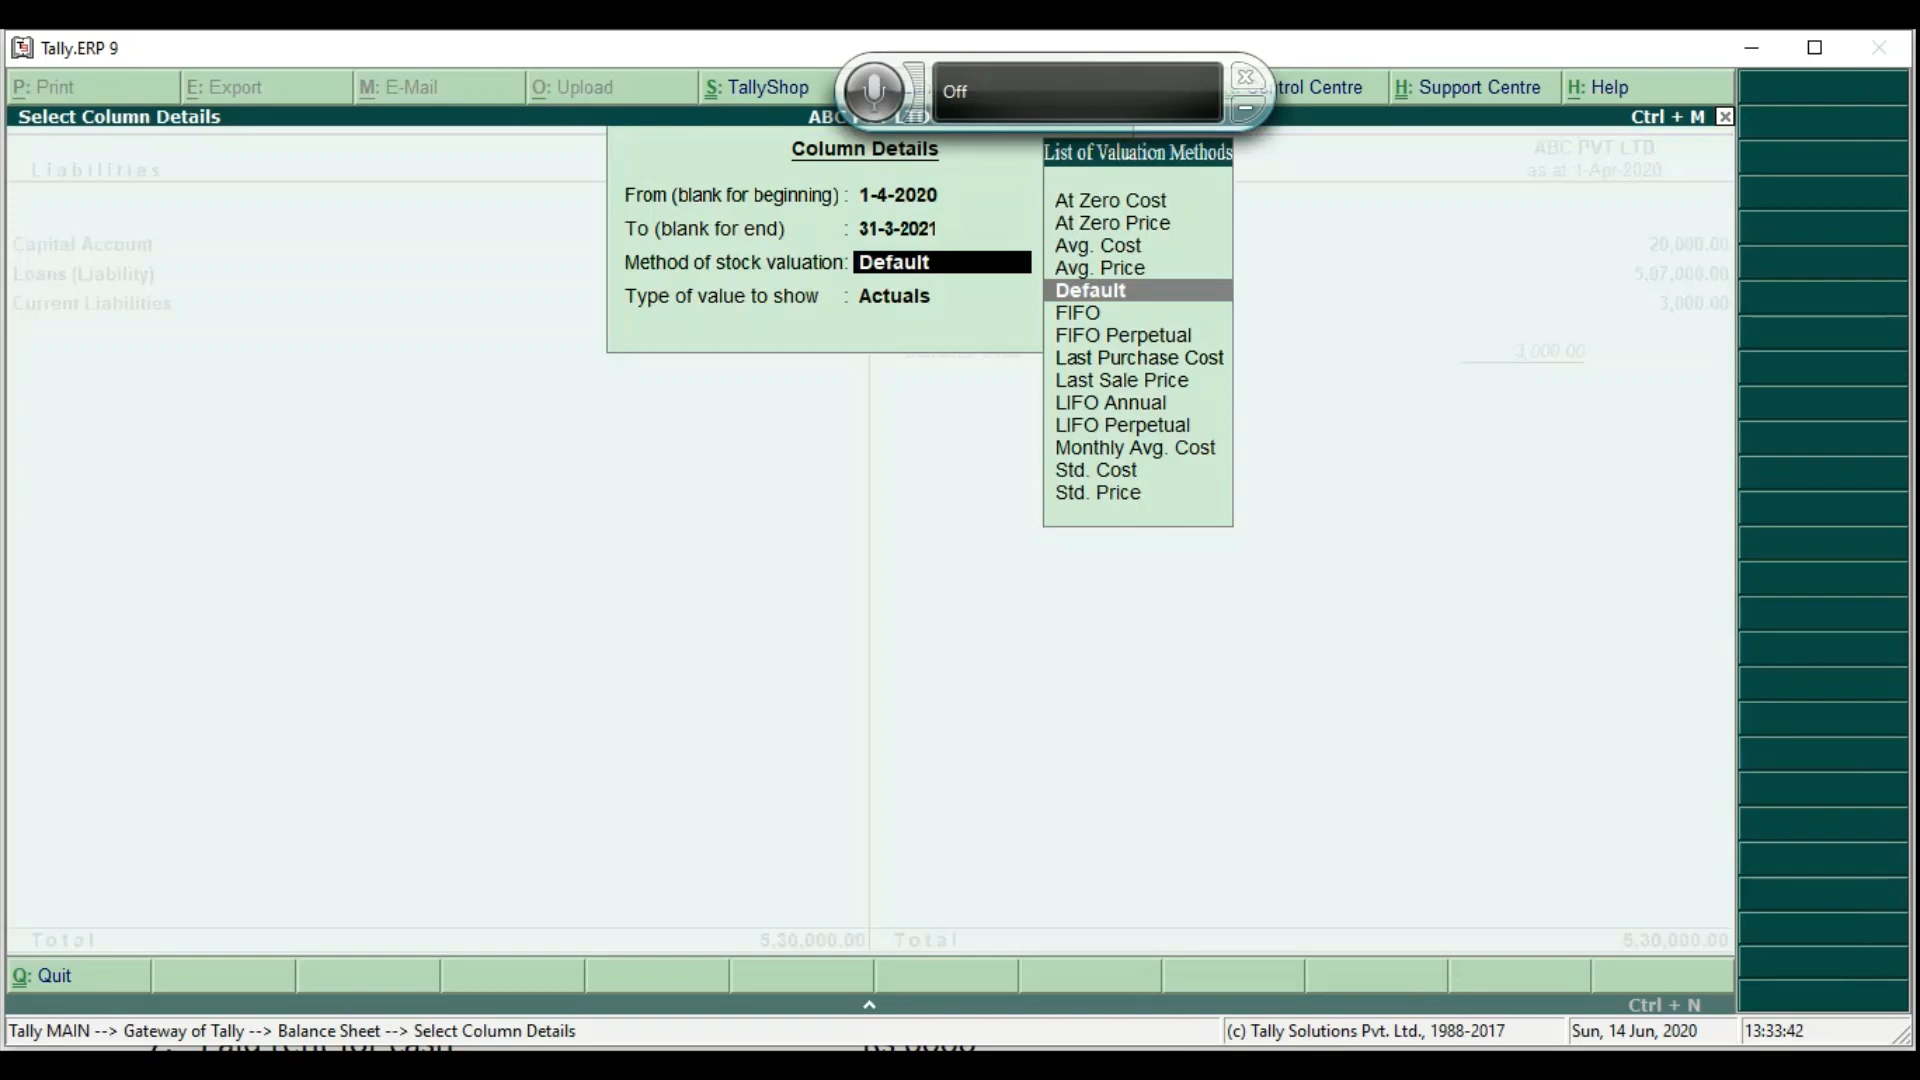 Tally.ERP 9
P: Print
E: Export
M: E-Mail
O: Upload
S: TallyShop
Off
trol Centre
H: Support Centre
H: Help
Select Column Details
ABC
LTD
Ctrl + M
Column Details
From (blank for beginning) : 1-4-2020
To (blank for end) : 31-3-2021
Method of stock valuation: Default
Type of value to show : Actuals
List of Valuation Methods
At Zero Cost
At Zero Price
Avg. Cost
Avg. Price
Default
FIFO
FIFO Perpetual
Last Purchase Cost
Last Sale Price
LIFO Annual
LIFO Perpetual
Monthly Avg. Cost
Std. Cost
Std. Price
Liabilities
ABC PVT LTD
as at 1-Apr-2020
Capital Account
20,000.00
Loans (Liability)
5,07,000.00
Current Liabilities
3,000.00
3,000.00
Total 5,30,000.00
Total 5,30,000.00
Q: Quit
Ctrl + N
Tally MAIN --> Gateway of Tally --> Balance Sheet --> Select Column Details
(c) Tally Solutions Pvt. Ltd., 1988-2017
Sun, 14 Jun, 2020
13:33:42